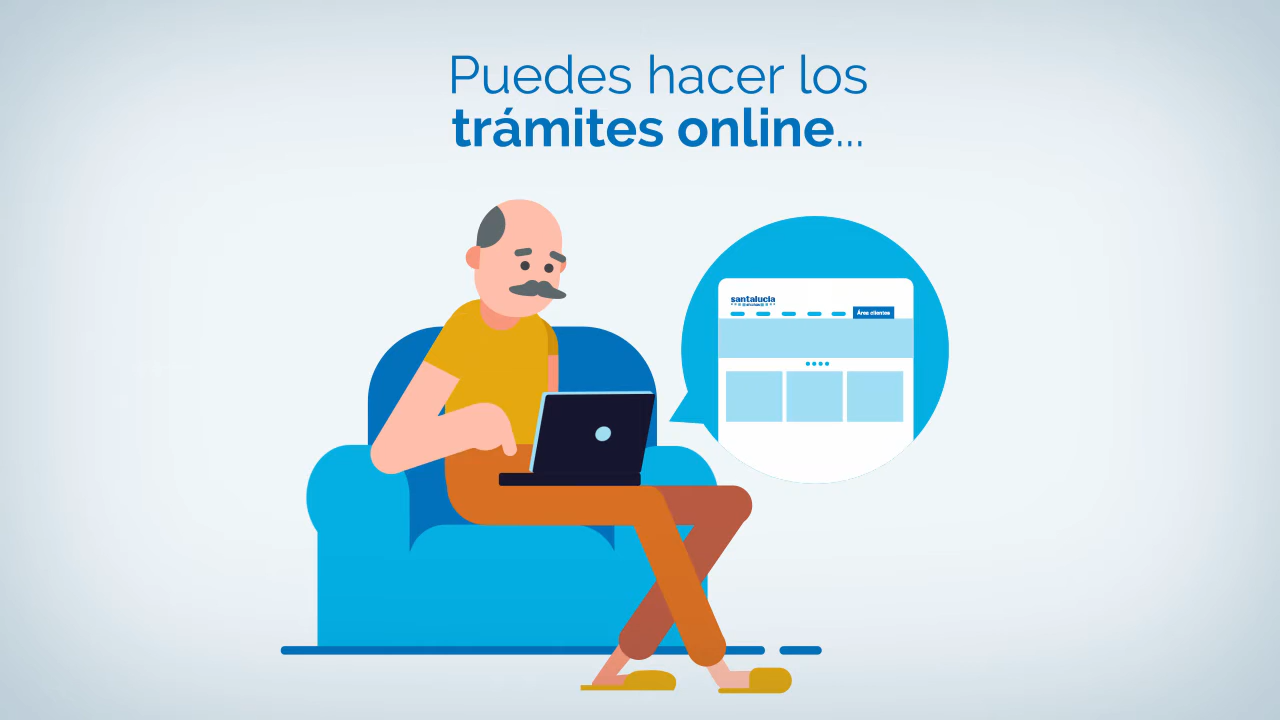 Puedes hacer los
trámites online...
santalucía
Área clientes